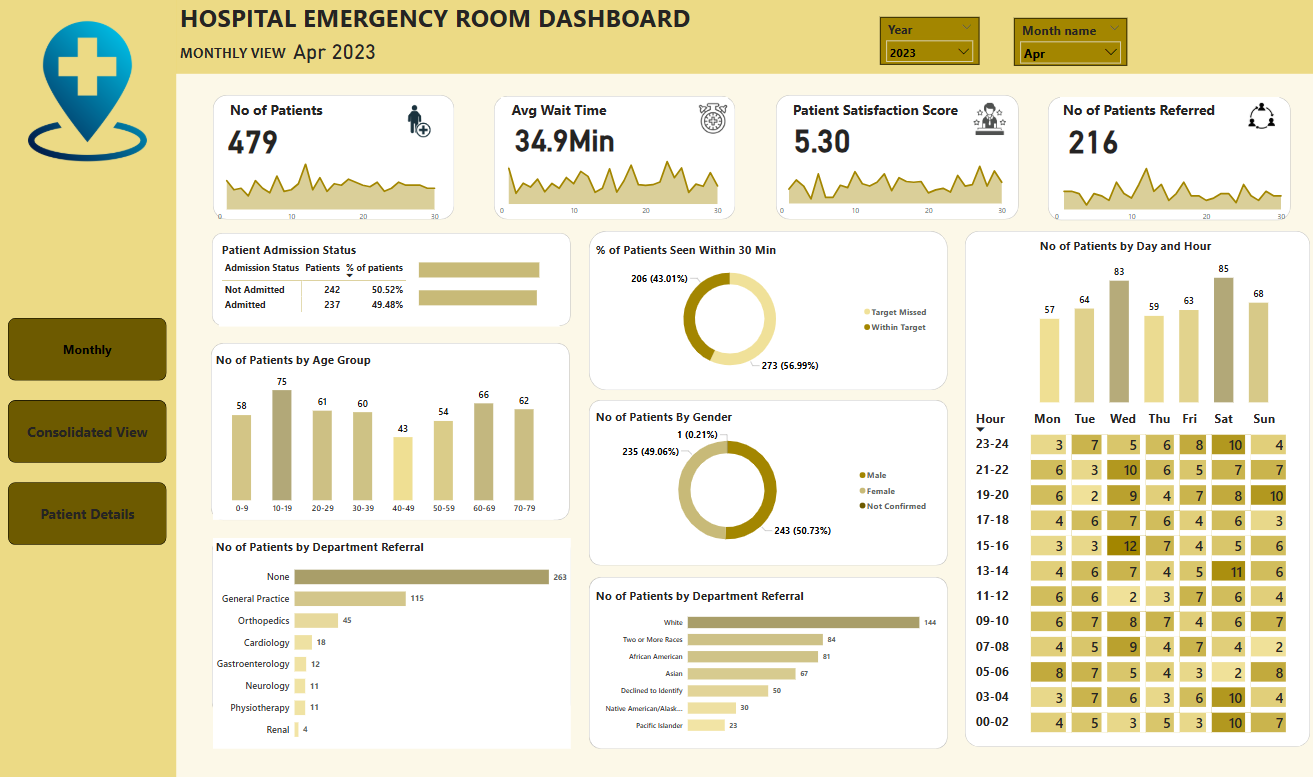 HOSPITAL EMERGENCY ROOM DASHBOARD
MONTHLY VIEW Apr 2023
Year
2023
Month name
Apr
Monthly
Consolidated View
Patient Details
No of Patients
479
0 10 20 30
Avg Wait Time
34.9Min
0 10 20 30
Patient Satisfaction Score
5.30
0 10 20 30
No of Patients Referred
216
0 10 20 30
Patient Admission Status
Admission Status Patients % of patients
Not Admitted 242 50.52%
Admitted 237 49.48%
No of Patients by Age Group
58 75 61 60 43 54 66 62
0-9 10-19 20-29 30-39 40-49 50-59 60-69 70-79
No of Patients by Department Referral
None 263
General Practice 115
Orthopedics 45
Cardiology 18
Gastroenterology 12
Neurology 11
Physiotherapy 11
Renal 4
% of Patients Seen Within 30 Min
206 (43.01%)
273 (56.99%)
Target Missed
Within Target
No of Patients By Gender
1 (0.21%)
235 (49.06%)
243 (50.73%)
Male
Female
Not Confirmed
No of Patients by Department Referral
White 144
Two or More Races 84
African American 81
Asian 67
Declined to Identify 50
Native American/Alask... 30
Pacific Islander 23
No of Patients by Day and Hour
57 64 83 59 63 85 68
Hour Mon Tue Wed Thu Fri Sat Sun
23-24 3 7 5 6 8 10 4
21-22 6 3 10 6 5 7 7
19-20 6 2 9 4 7 8 10
17-18 4 6 7 6 4 6 3
15-16 3 3 12 7 4 5 6
13-14 4 6 7 4 5 11 6
11-12 6 6 2 3 7 6 4
09-10 6 7 8 7 4 6 7
07-08 4 5 9 4 7 4 2
05-06 8 7 5 4 3 2 8
03-04 3 7 6 3 6 10 4
00-02 4 5 3 5 3 10 7